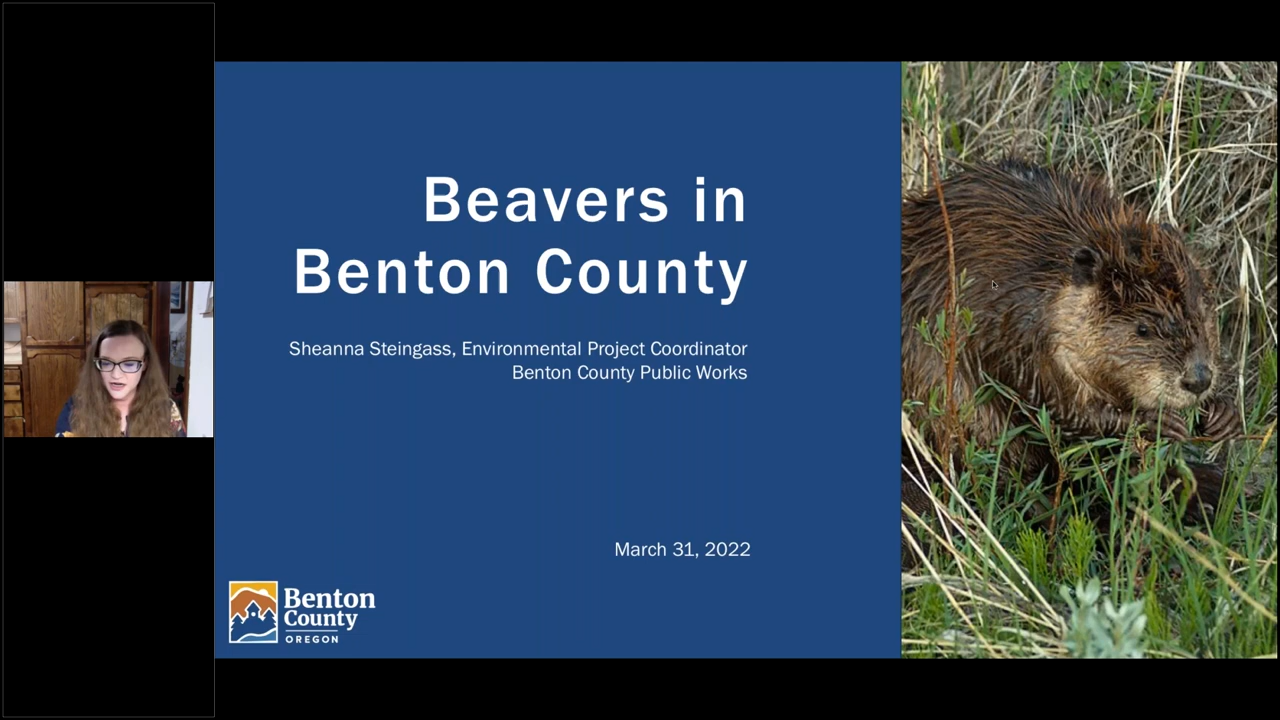 Beavers in
Benton County
Sheanna Steingass, Environmental Project Coordinator
Benton County Public Works
March 31, 2022
Benton
County
OREGON